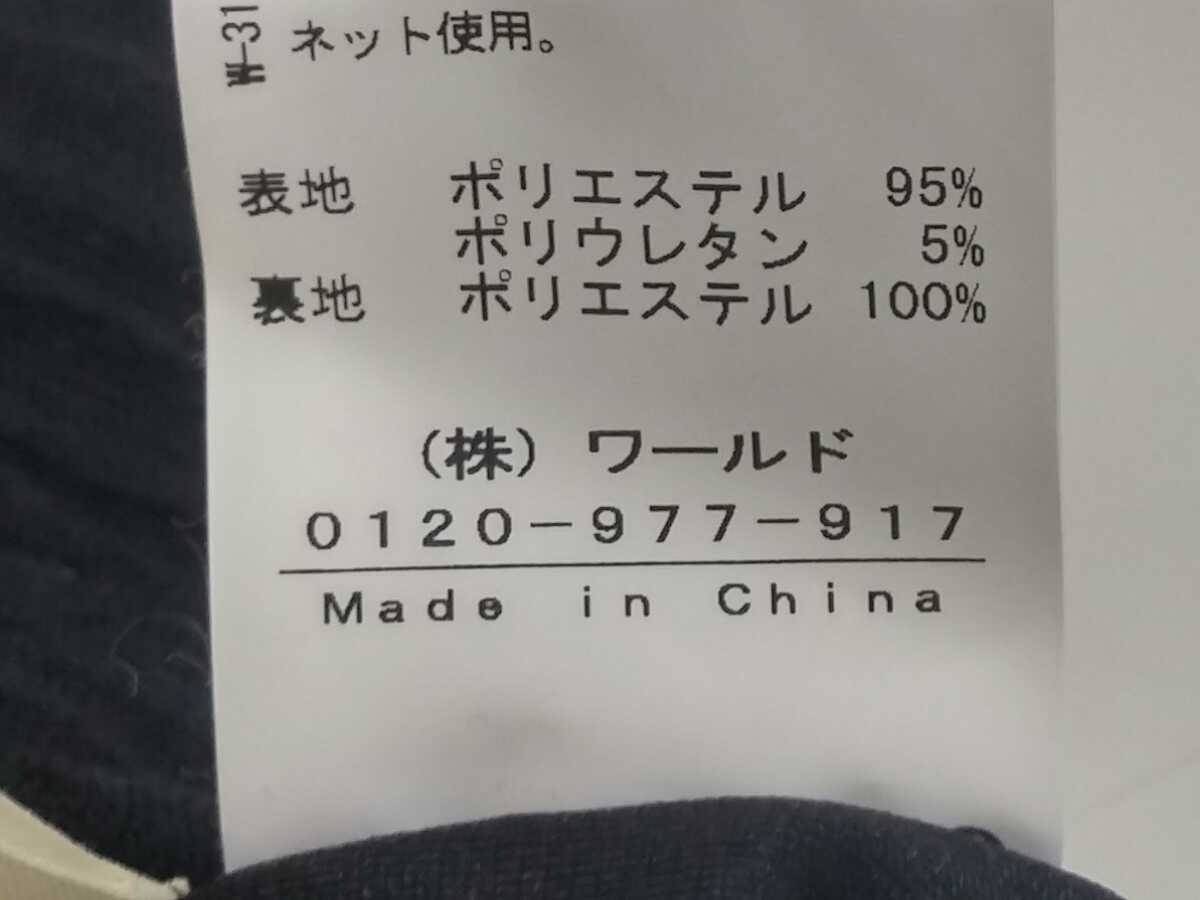 ネット使用。
表地 ポリエステル 95%
ポリウレタン 5%
裏地 ポリエステル 100%
(株) ワールド
0120-977-917
Made in China